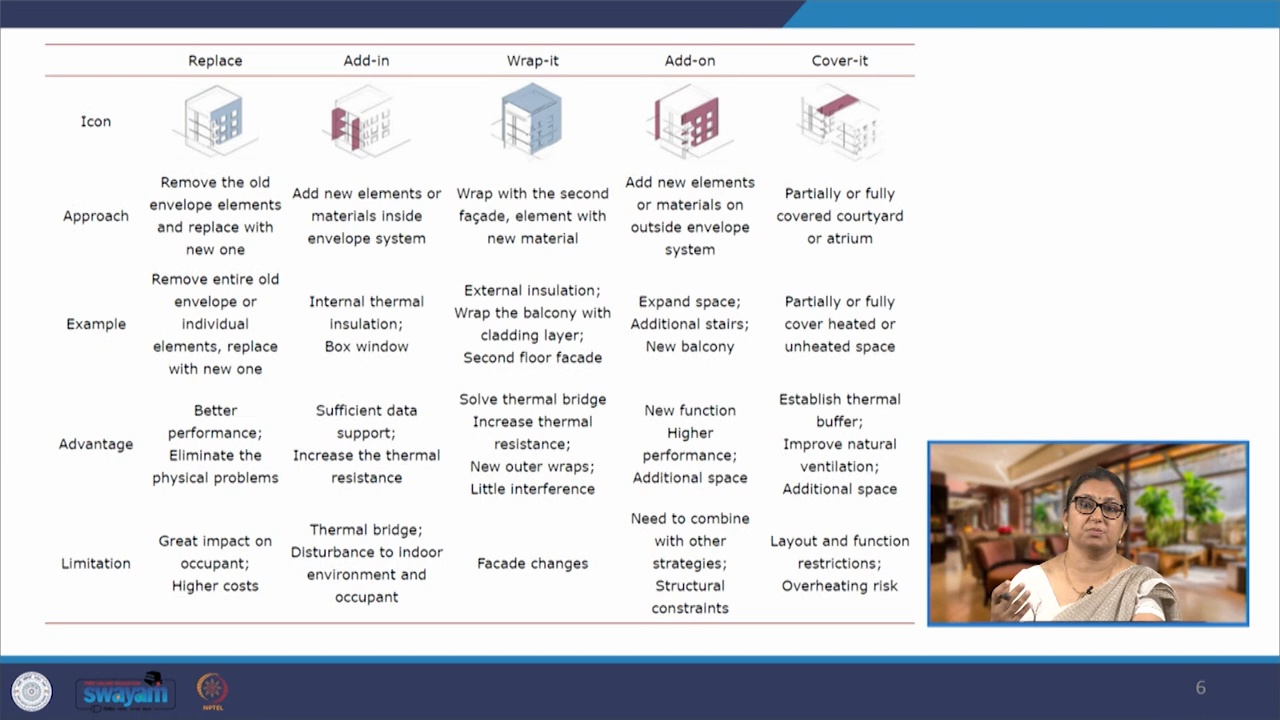 Replace Add-in Wrap-it Add-on Cover-it
Icon
Approach
Remove the old
envelope elements
and replace with
new one
Add new elements or
materials inside
envelope system
Wrap with the second
façade, element with
new material
Add new elements
or materials on
outside envelope
system
Partially or fully
covered courtyard
or atrium
Example
Remove entire old
envelope or
individual
elements, replace
with new one
Internal thermal
insulation;
Box window
External insulation;
Wrap the balcony with
cladding layer;
Second floor facade
Expand space;
Additional stairs;
New balcony
Partially or fully
cover heated or
unheated space
Advantage
Better
performance;
Eliminate the
physical problems
Sufficient data
support;
Increase the thermal
resistance
Solve thermal bridge
Increase thermal
resistance;
New outer wraps;
Little interference
New function
Higher
performance;
Additional space
Establish thermal
buffer;
Improve natural
ventilation;
Additional space
Limitation
Great impact on
occupant;
Higher costs
Thermal bridge;
Disturbance to indoor
environment and
occupant
Facade changes
Need to combine
with other
strategies;
Structural
constraints
Layout and function
restrictions;
Overheating risk
swayam
NPTEL
6